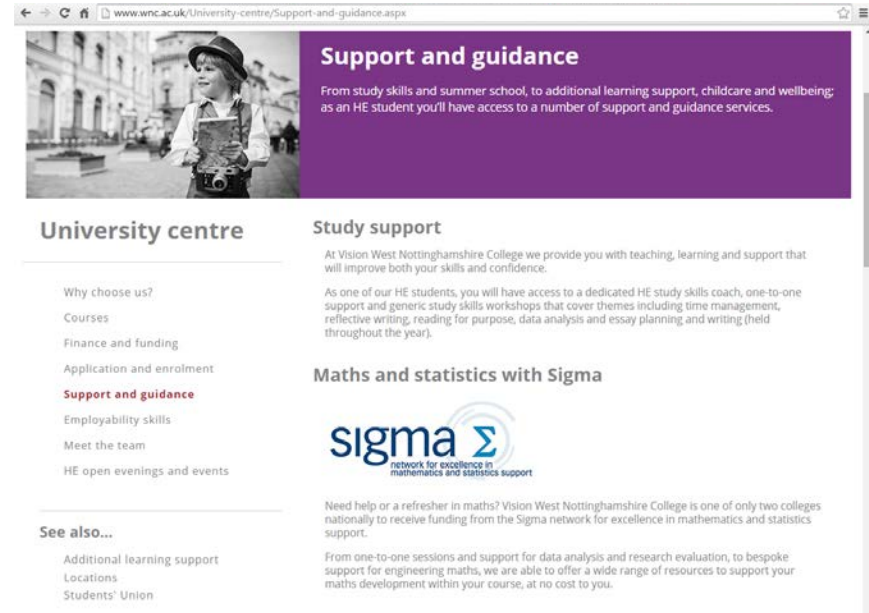 www.wnc.ac.uk/University-centre/Support-and-guidance.aspx
Support and guidance
From study skills and summer school, to additional learning support, childcare and wellbeing;
as an HE student you'll have access to a number of support and guidance services.
University centre
Why choose us?
Courses
Finance and funding
Application and enrolment
Support and guidance
Employability skills
Meet the team
HE open evenings and events
See also...
Additional learning support
Locations
Students' Union
Study support
At Vision West Nottinghamshire College we provide you with teaching, learning and support that
will improve both your skills and confidence.
As one of our HE students, you will have access to a dedicated HE study skills coach, one-to-one
support and generic study skills workshops that cover themes including time management,
reflective writing, reading for purpose, data analysis and essay planning and writing (held
throughout the year).
Maths and statistics with Sigma
sigma Σ
network for excellence in
mathematics and statistics support
Need help or a refresher in maths? Vision West Nottinghamshire College is one of only two colleges
nationally to receive funding from the Sigma network for excellence in mathematics and statistics
support.
From one-to-one sessions and support for data analysis and research evaluation, to bespoke
support for engineering maths, we are able to offer a wide range of resources to support your
maths development within your course, at no cost to you.